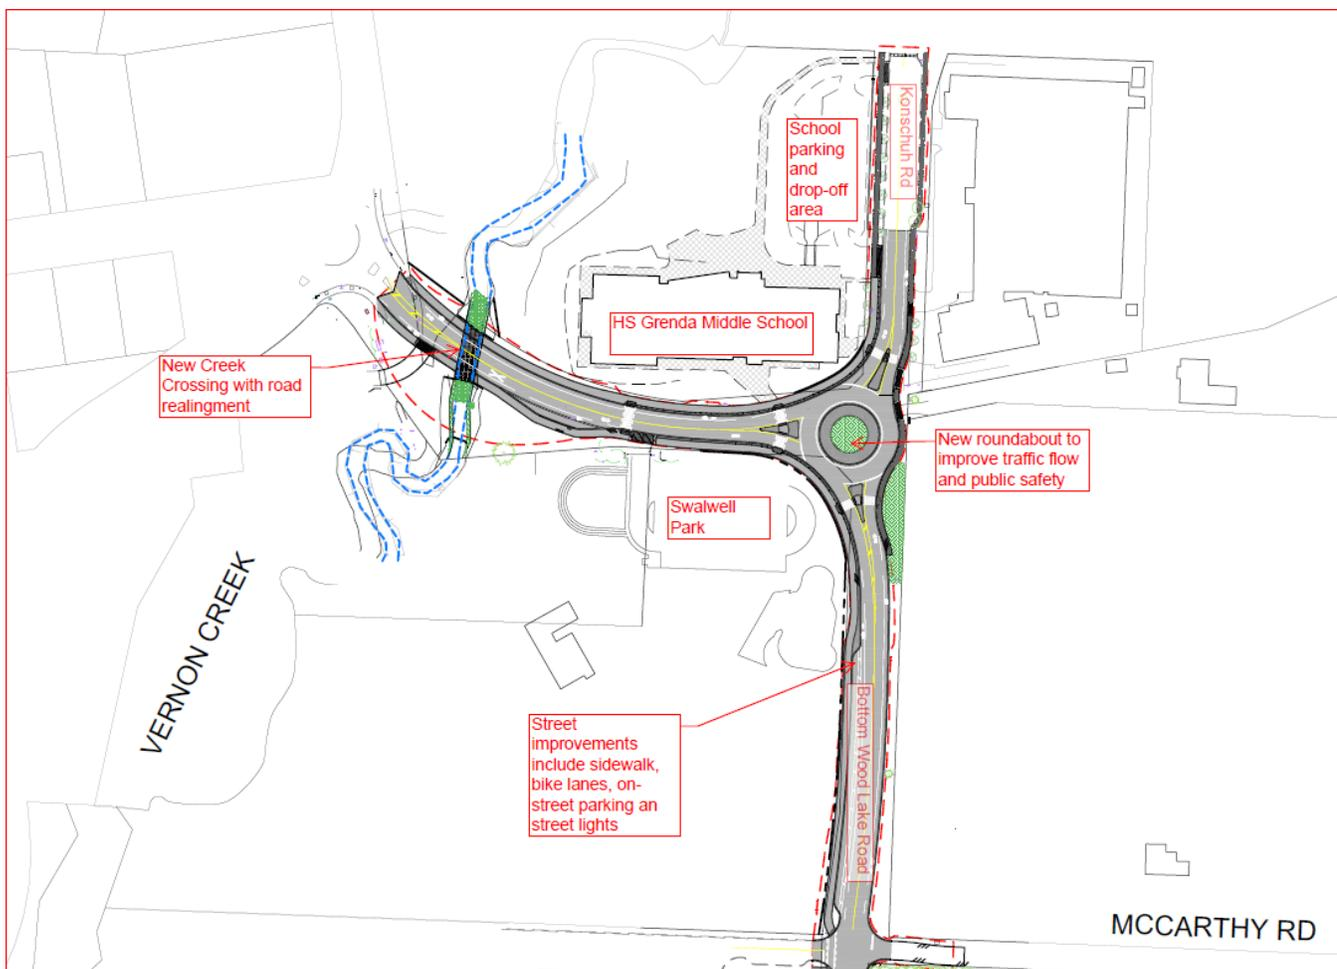 Konschuh Rd
School
parking
and
drop-off
area
HS Grenda Middle School
New Creek
Crossing with road
realingment
New roundabout to
improve traffic flow
and public safety
Swalwell
Park
VERNON CREEK
Street
improvements
include sidewalk,
bike lanes, on-
street parking an
street lights
Bottom Wood Lake Road
MCCARTHY RD